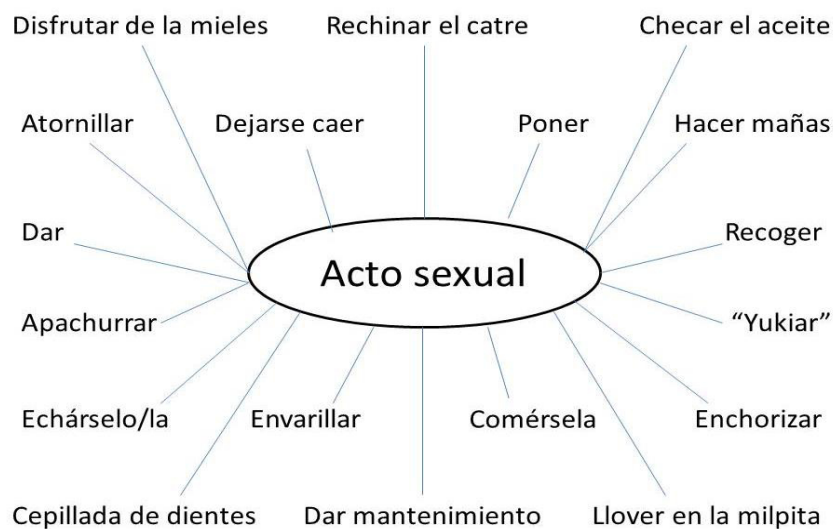 Disfrutar de la mieles
Rechinar el catre
Checar el aceite
Atornillar
Dejarse caer
Poner
Hacer mañas
Dar
Recoger
Acto sexual
Apachurrar
“Yukiar”
Echárselo/la
Envarillar
Comérsela
Enchorizar
Cepillada de dientes
Dar mantenimiento
Llover en la milpita